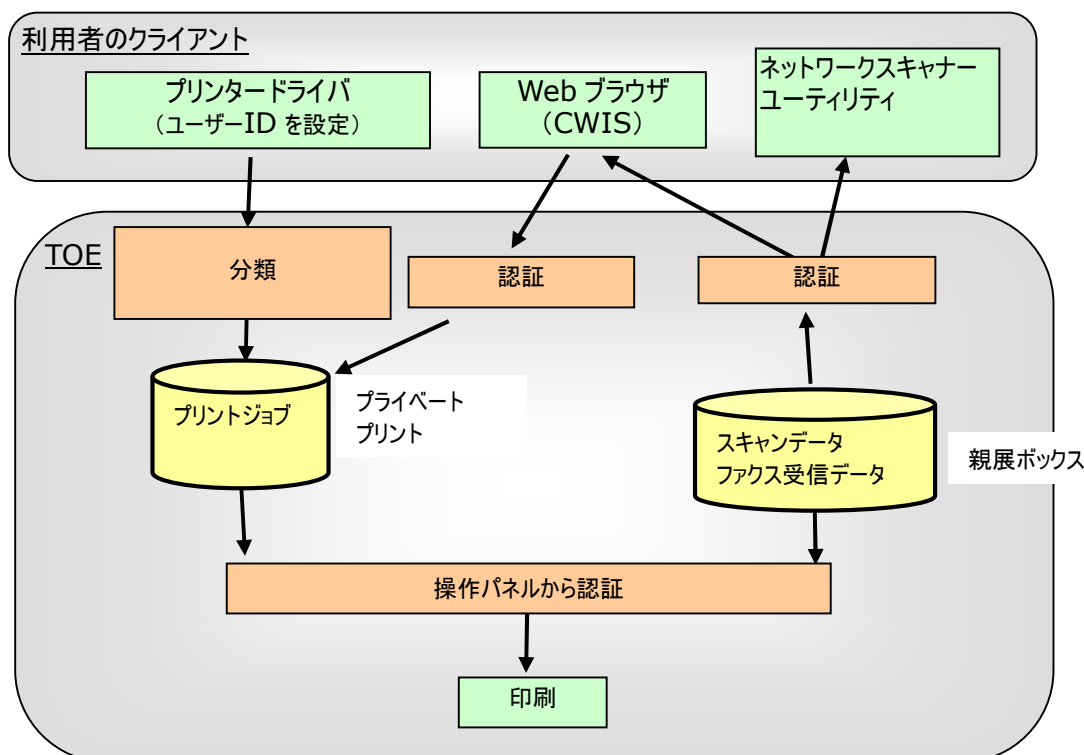 利用者のクライアント
プリンタードライバ
（ユーザーID を設定）
Web ブラウザ
（CWIS）
ネットワークスキャナー
ユーティリティ
TOE
分類
認証
認証
プリントジョブ
プライベート
プリント
スキャンデータ
ファクス受信データ
親展ボックス
操作パネルから認証
印刷